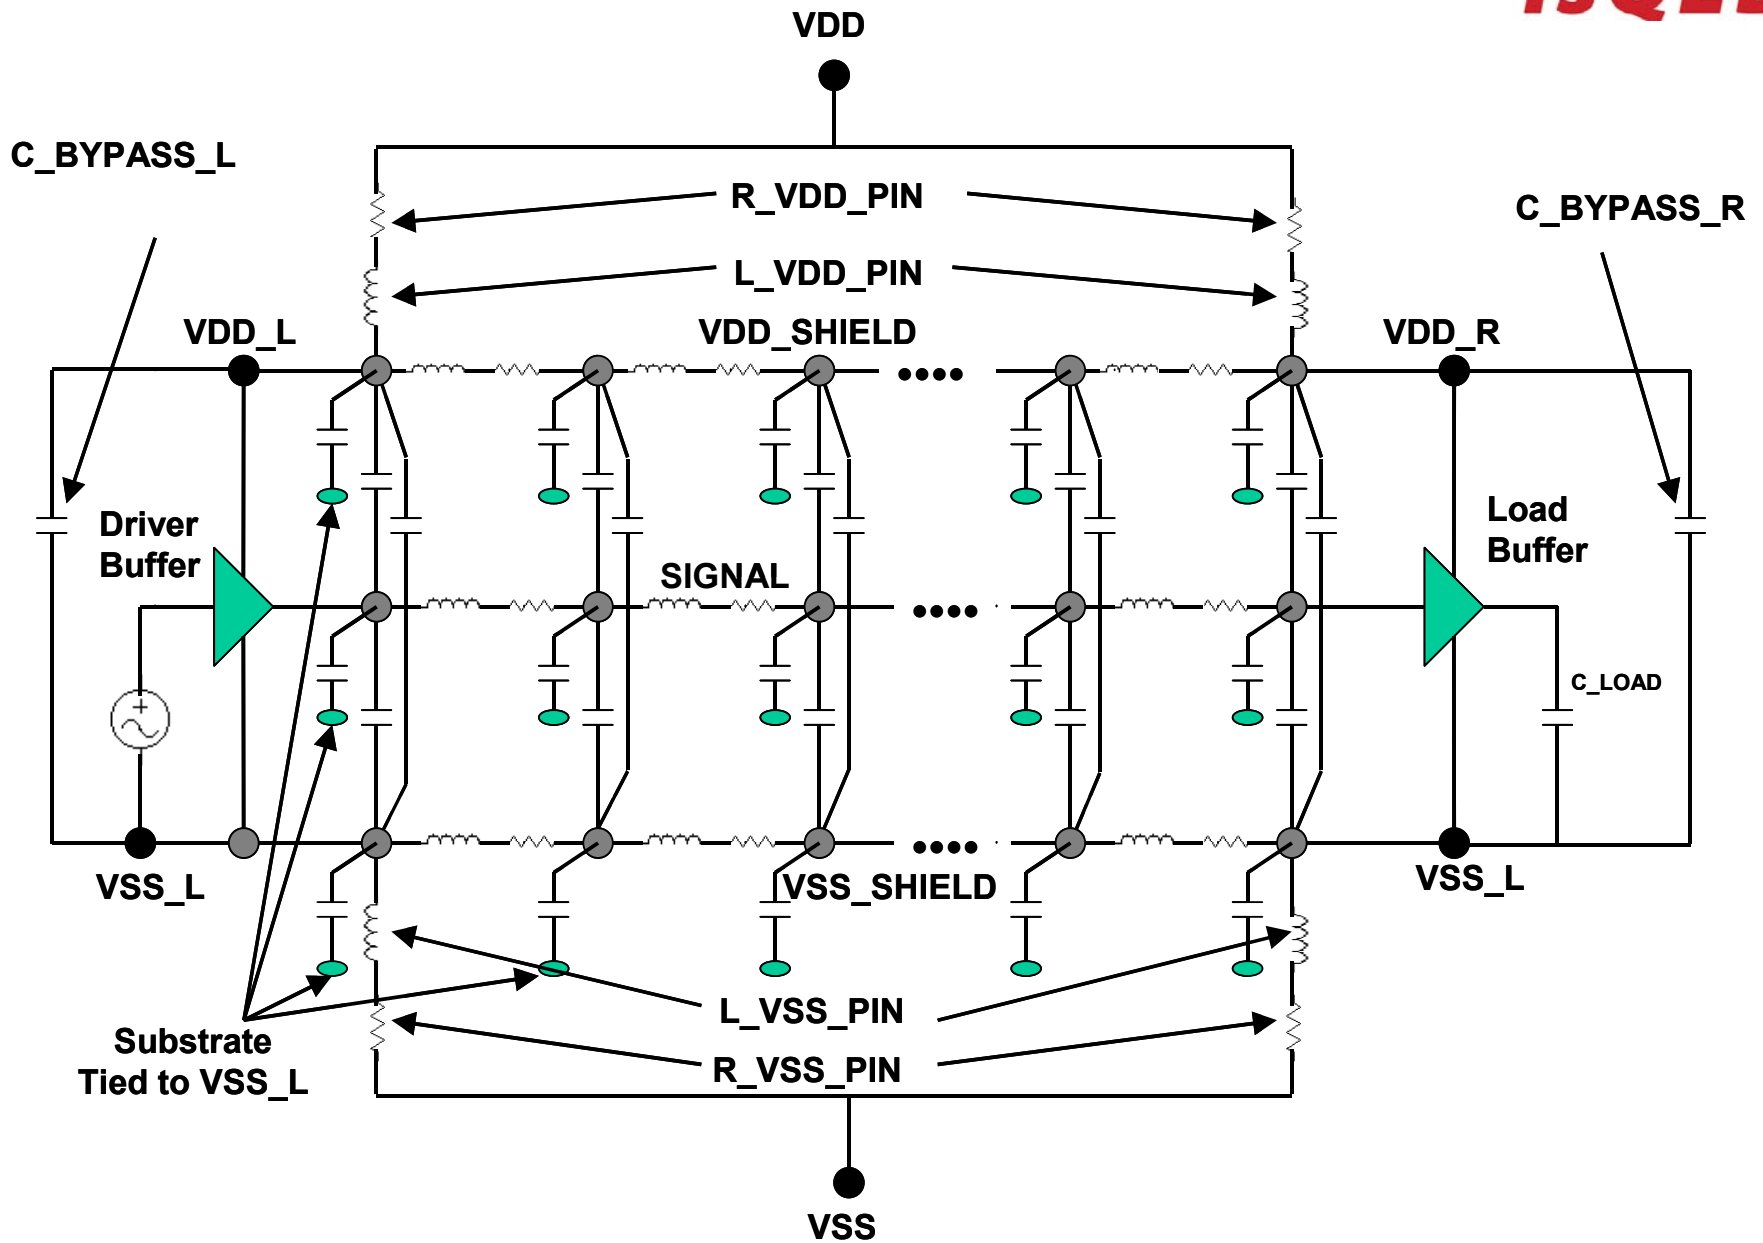 VDD
C_BYPASS_L
R_VDD_PIN
C_BYPASS_R
L_VDD_PIN
VDD_L
VDD_SHIELD
VDD_R
Driver
Buffer
Load
Buffer
SIGNAL
C_LOAD
VSS_L
VSS_SHIELD
VSS_L
L_VSS_PIN
Substrate
Tied to VSS_L
R_VSS_PIN
VSS